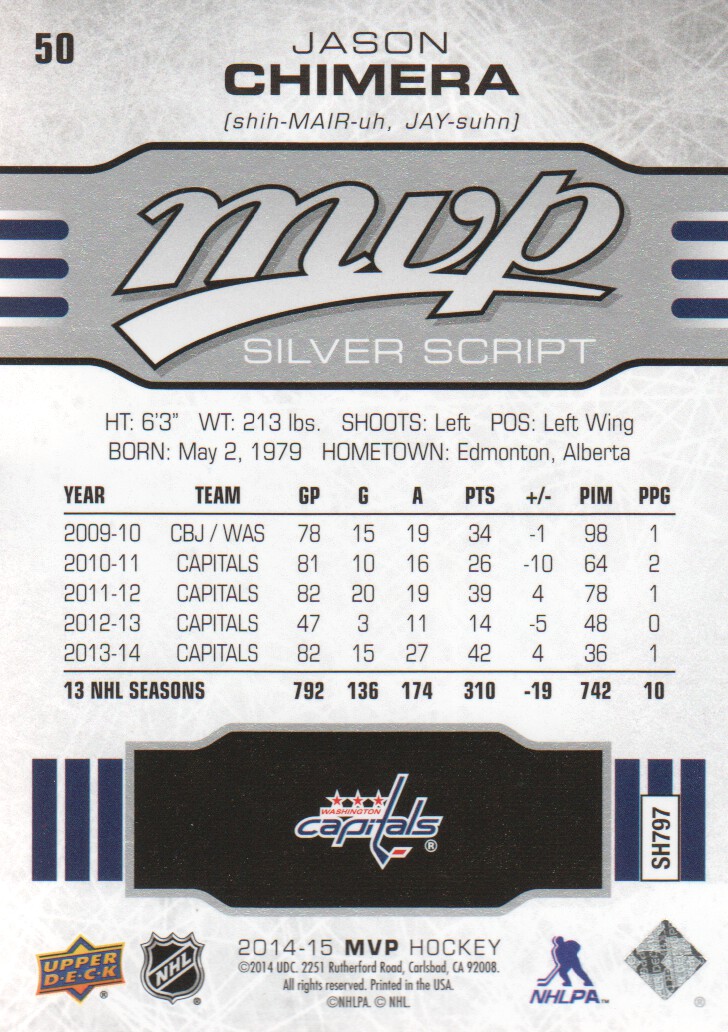 50
JASON
CHIMERA
(shih-MAIR-uh, JAY-suhn)
mvp
SILVER SCRIPT
HT: 6'3" WT: 213 lbs. SHOOTS: Left POS: Left Wing
BORN: May 2, 1979 HOMETOWN: Edmonton, Alberta
YEAR TEAM GP G A PTS +/- PIM PPG
2009-10 CBJ / WAS 78 15 19 34 -1 98 1
2010-11 CAPITALS 81 10 16 26 -10 64 2
2011-12 CAPITALS 82 20 19 39 4 78 1
2012-13 CAPITALS 47 3 11 14 -5 48 0
2013-14 CAPITALS 82 15 27 42 4 36 1
13 NHL SEASONS 792 136 174 310 -19 742 10
WASHINGTON
capitals®
SH797
UPPER
D·E·C·K
®
NHL
®
2014-15 MVP HOCKEY
©2014 UDC. 2251 Rutherford Road, Carlsbad, CA 92008.
All rights reserved. Printed in the USA.
©NHLPA. © NHL.
NHLPA™
®